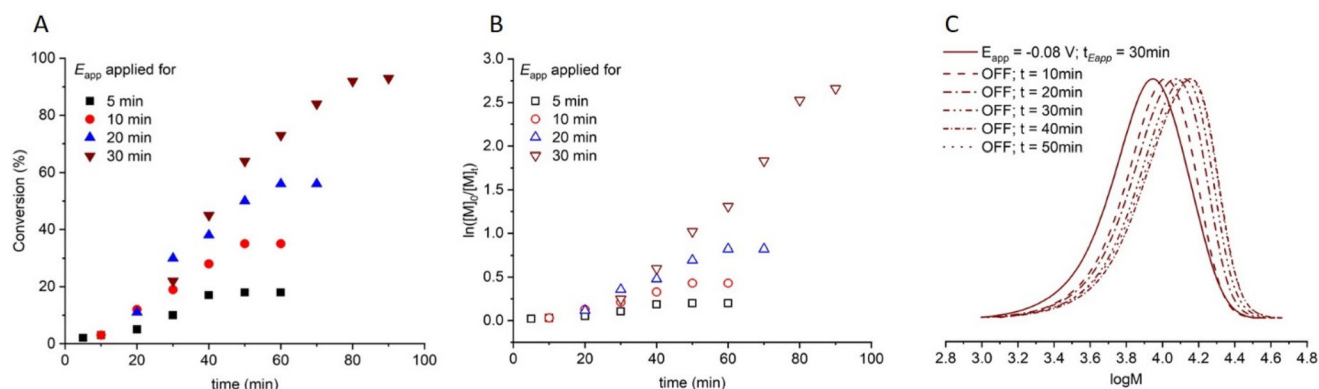 A
E_app applied for
5 min
10 min
20 min
30 min
100
80
60
40
20
0
Conversion (%)
0 20 40 60 80 100
time (min)
B
E_app applied for
5 min
10 min
20 min
30 min
3.0
2.5
2.0
1.5
1.0
0.5
0.0
ln([M]₀/[M]ₜ)
0 20 40 60 80 100
time (min)
C
E_app = -0.08 V; t_Eapp = 30min
OFF; t = 10min
OFF; t = 20min
OFF; t = 30min
OFF; t = 40min
OFF; t = 50min
2.8 3.0 3.2 3.4 3.6 3.8 4.0 4.2 4.4 4.6 4.8
logM